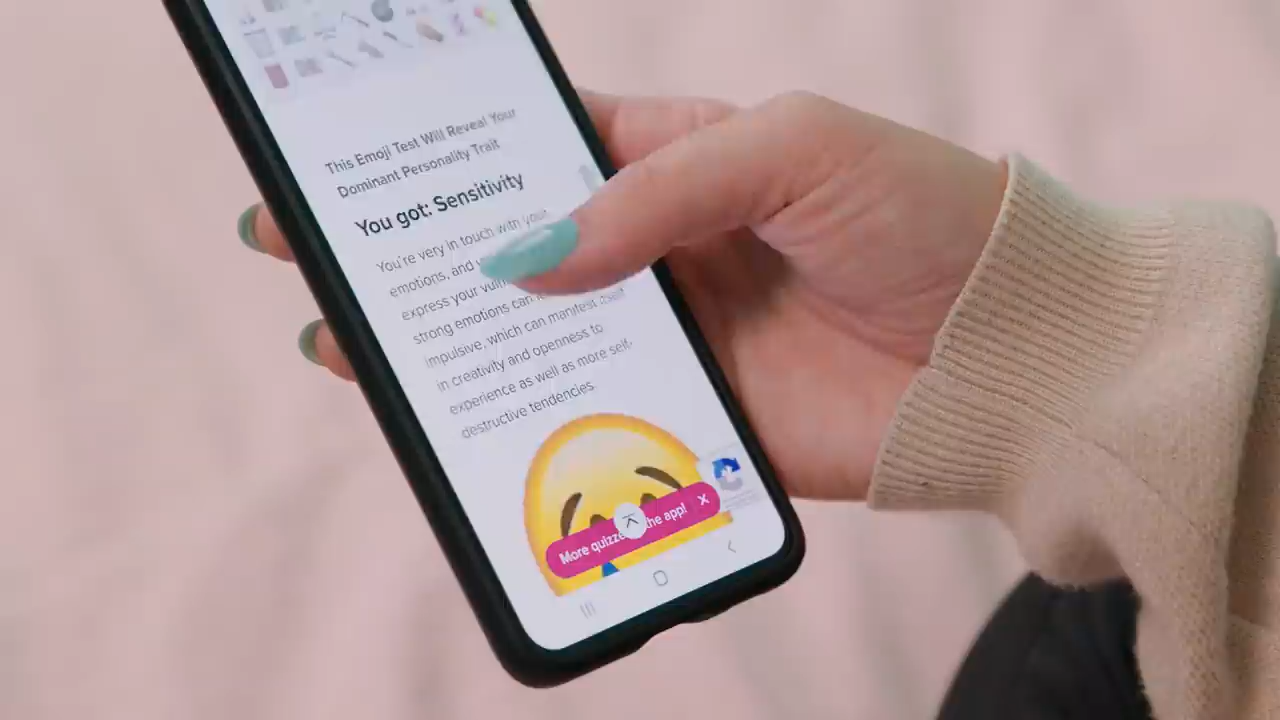 This Emoji Test Will Reveal Your
Dominant Personality Trait
You got: Sensitivity
You're very in touch with your
emotions, and
express your
strong emotions can
impulsive, which can manifest itself
in creativity and openness to
experience as well as more self-
destructive tendencies.
More quizze the app! X